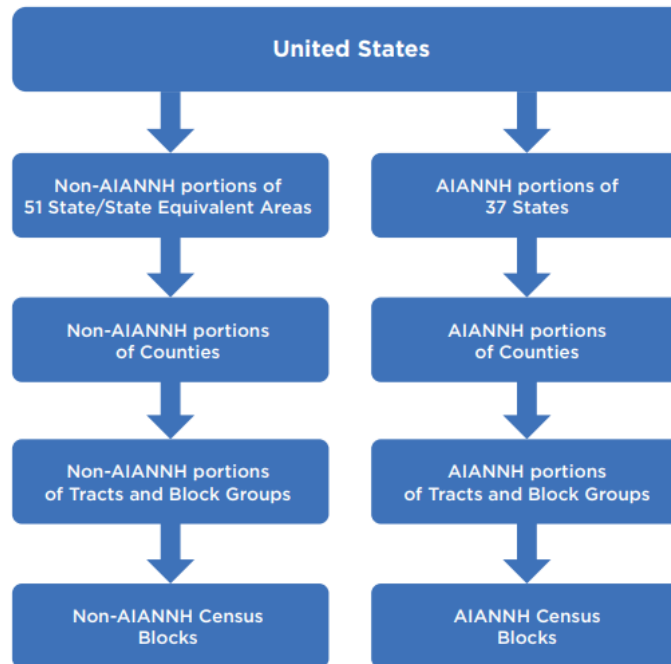 United States
Non-AIANNH portions of
51 State/State Equivalent Areas
AIANNH portions of
37 States
Non-AIANNH portions
of Counties
AIANNH portions
of Counties
Non-AIANNH portions
of Tracts and Block Groups
AIANNH portions
of Tracts and Block Groups
Non-AIANNH Census
Blocks
AIANNH Census
Blocks